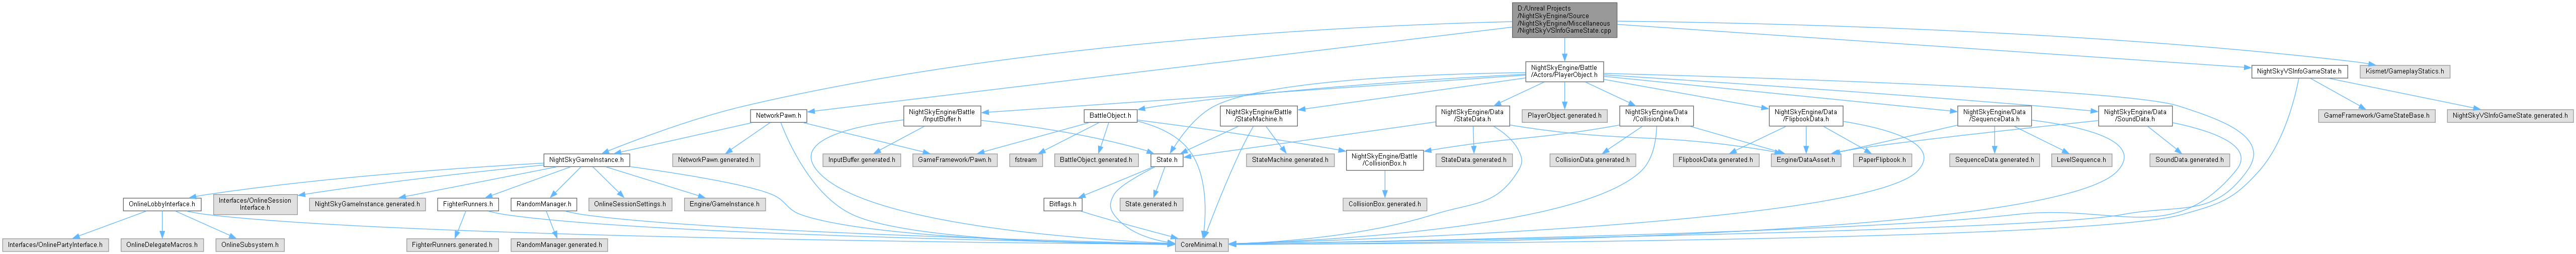 D:/Unreal Projects
/NightSkyEngine/Source
/NightSkyEngine/Miscellaneous
/NightSkyVSInfoGameState.cpp
NightSkyEngine/Battle
/Actors/PlayerObject.h
NightSkyVSInfoGameState.h
Kismet/GameplayStatics.h
NetworkPawn.h
NightSkyEngine/Battle
/InputBuffer.h
BattleObject.h
NightSkyEngine/Battle
/StateMachine.h
NightSkyEngine/Data
/StateData.h
PlayerObject.generated.h
NightSkyEngine/Data
/CollisionData.h
NightSkyEngine/Data
/FlipbookData.h
NightSkyEngine/Data
/SequenceData.h
NightSkyEngine/Data
/SoundData.h
GameFramework/GameStateBase.h
NightSkyVSInfoGameState.generated.h
NightSkyGameInstance.h
NetworkPawn.generated.h
InputBuffer.generated.h
GameFramework/Pawn.h
fstream
BattleObject.generated.h
State.h
StateMachine.generated.h
NightSkyEngine/Battle
/CollisionBox.h
StateData.generated.h
CollisionData.generated.h
FlipbookData.generated.h
Engine/DataAsset.h
PaperFlipbook.h
SequenceData.generated.h
LevelSequence.h
SoundData.generated.h
OnlineLobbyInterface.h
Interfaces/OnlineSession
Interface.h
NightSkyGameInstance.generated.h
FighterRunners.h
RandomManager.h
OnlineSessionSettings.h
Engine/GameInstance.h
Bitflags.h
State.generated.h
CollisionBox.generated.h
Interfaces/OnlinePartyInterface.h
OnlineDelegateMacros.h
OnlineSubsystem.h
FighterRunners.generated.h
RandomManager.generated.h
CoreMinimal.h